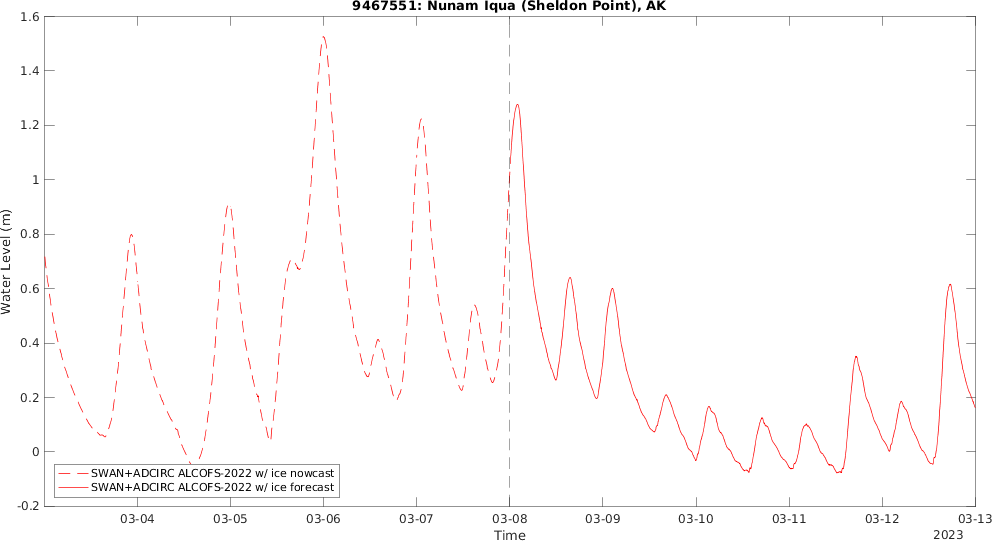 9467551: Nunam Iqua (Sheldon Point), AK
1.6
1.4
1.2
1
0.8
0.6
0.4
0.2
0
-0.2
Water Level (m)
SWAN+ADCIRC ALCOFS-2022 w/ ice nowcast
SWAN+ADCIRC ALCOFS-2022 w/ ice forecast
03-04 03-05 03-06 03-07 03-08 03-09 03-10 03-11 03-12 03-13
Time
2023